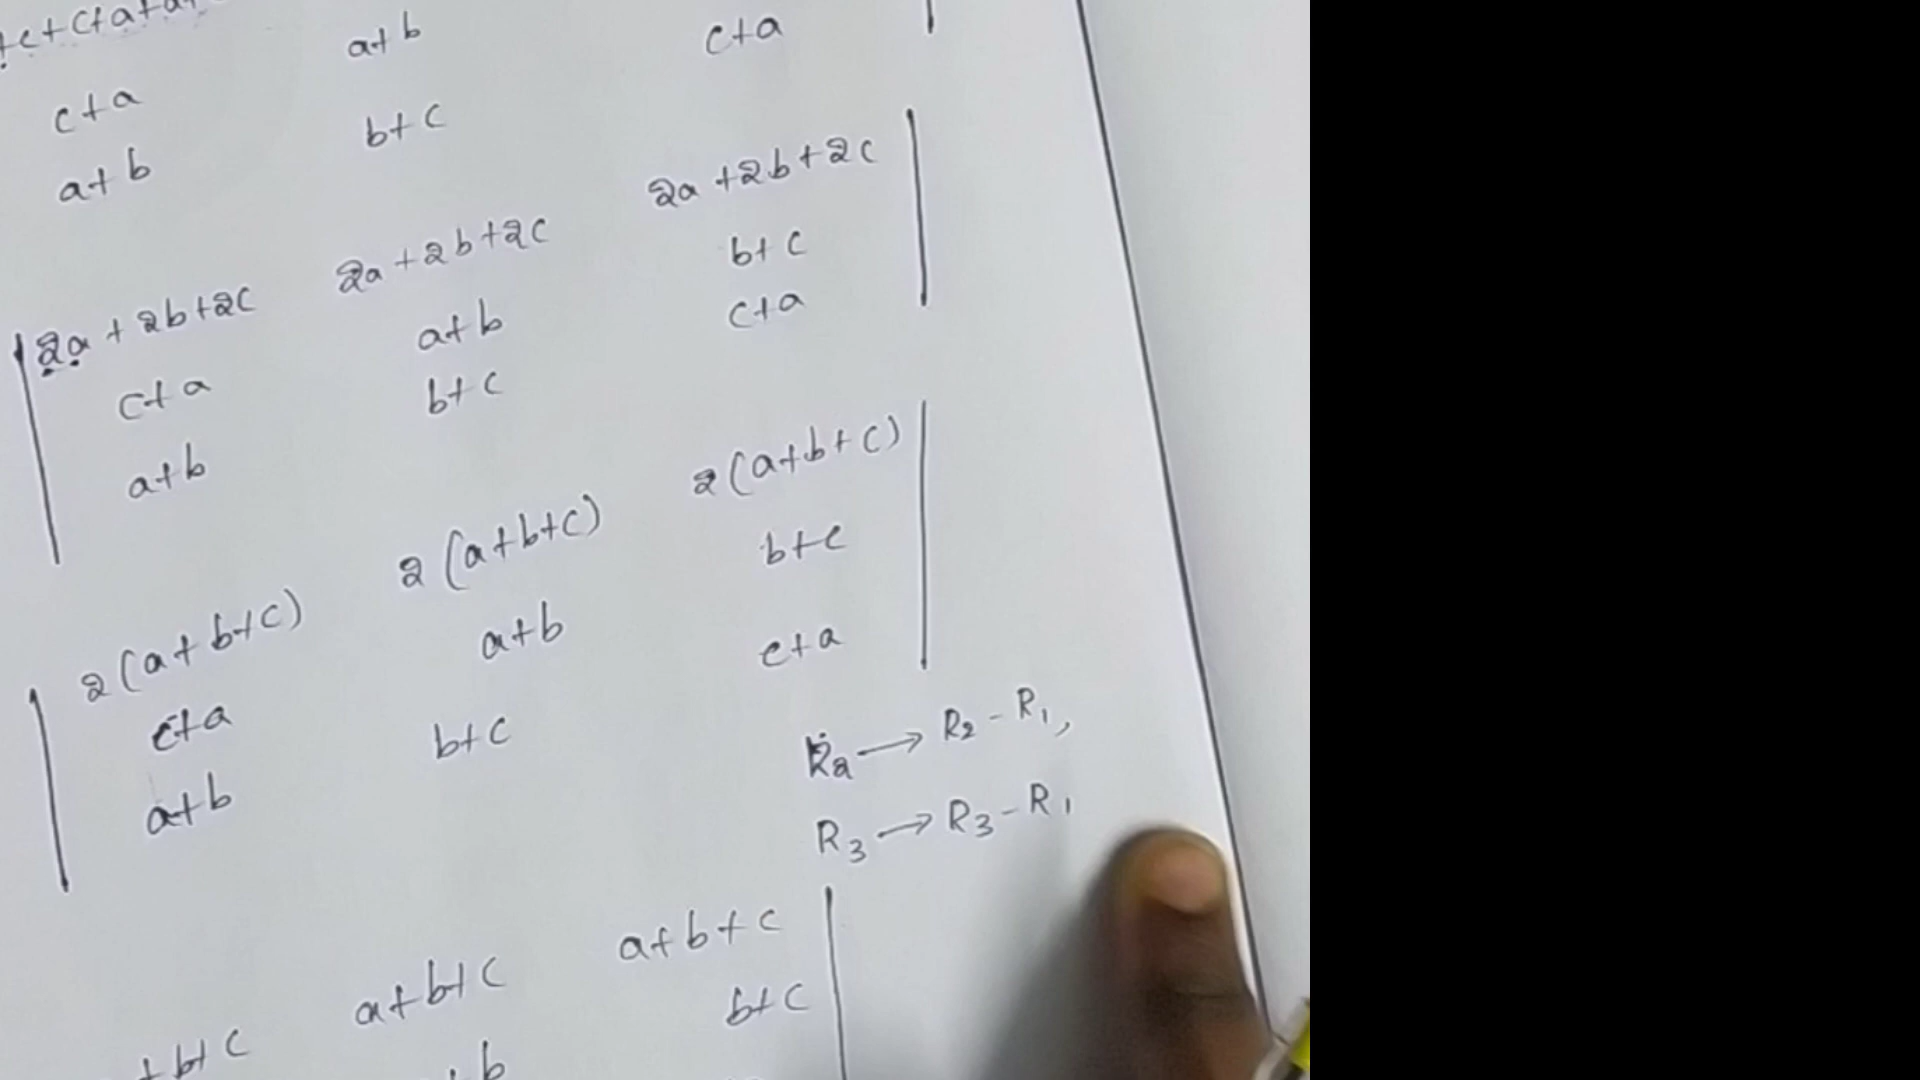 +c+c+a+a+ a+b c+a
c+a b+c
a+b
2a+2b+2c 2a+2b+2c 2a+2b+2c
c+a a+b b+c
a+b b+c c+a
2(a+b+c) 2(a+b+c) 2(a+b+c)
c+a a+b b+c
a+b b+c c+a
R2 → R2 - R1,
R3 → R3 - R1
+b+c a+b+c a+b+c
+b b+c